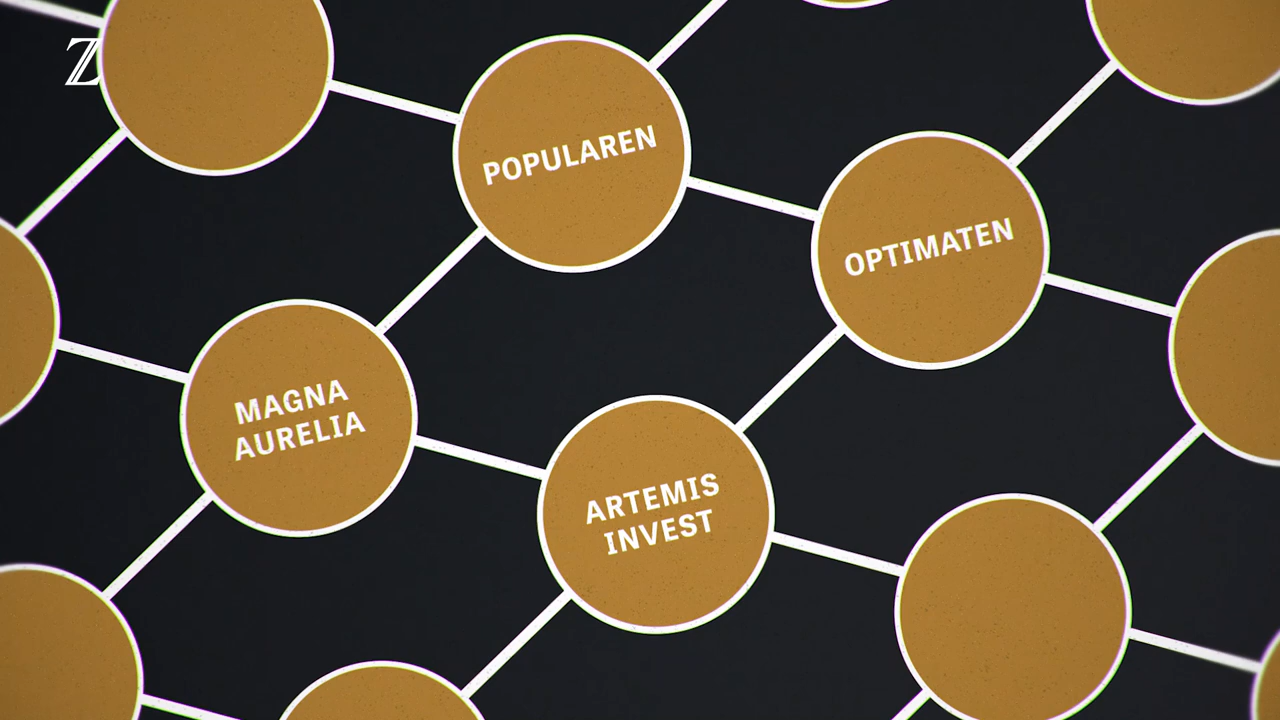 Z
POPULAREN
OPTIMATEN
MAGNA
AURELIA
ARTEMIS
INVEST